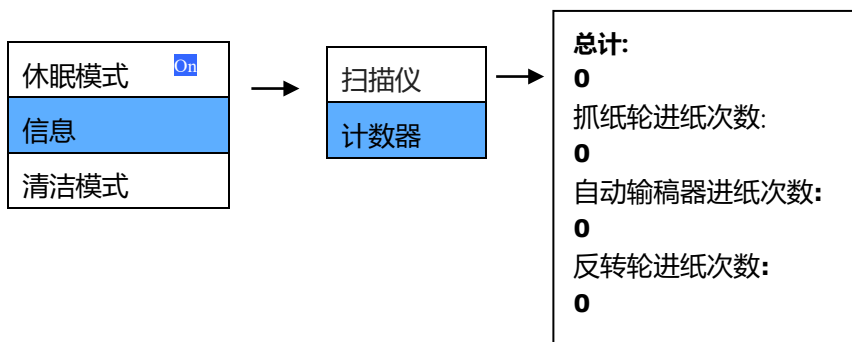 休眠模式 On
信息
清洁模式
扫描仪
计数器
总计:
0
抓纸轮进纸次数:
0
自动输稿器进纸次数:
0
反转轮进纸次数:
0